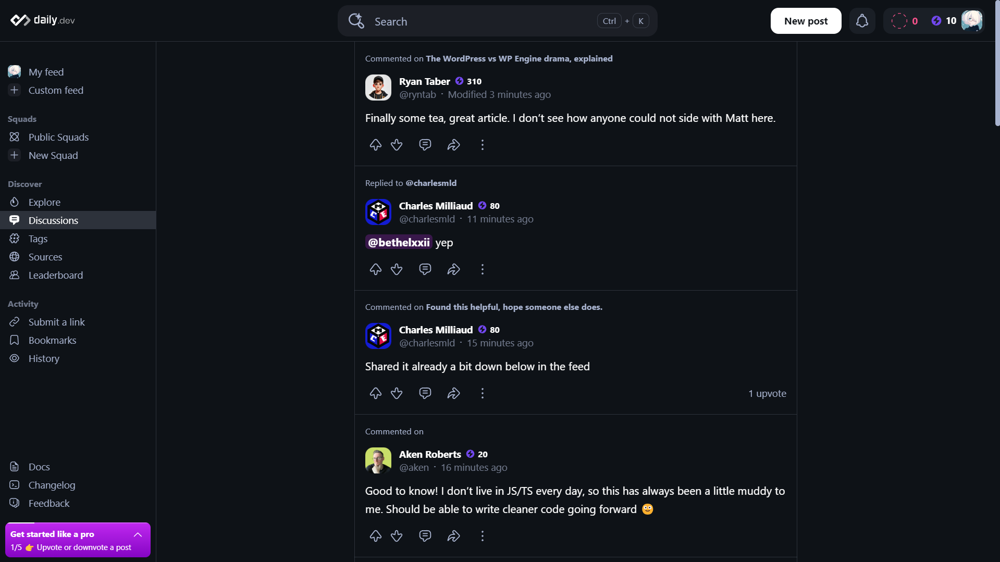 daily.dev
Search
Ctrl + K
New post
0
10
My feed
Custom feed
Squads
Public Squads
New Squad
Discover
Explore
Discussions
Tags
Sources
Leaderboard
Activity
Submit a link
Bookmarks
History
Docs
Changelog
Feedback
Get started like a pro
1/5 👉 Upvote or downvote a post
Commented on The WordPress vs WP Engine drama, explained
Ryan Taber 310
@ryntab · Modified 3 minutes ago
Finally some tea, great article. I don’t see how anyone could not side with Matt here.
Replied to @charlesmld
Charles Milliaud 80
@charlesmld · 11 minutes ago
@bethelxxii yep
Commented on Found this helpful, hope someone else does.
Charles Milliaud 80
@charlesmld · 15 minutes ago
Shared it already a bit down below in the feed
1 upvote
Commented on
Aken Roberts 20
@aken · 16 minutes ago
Good to know! I don’t live in JS/TS every day, so this has always been a little muddy to
me. Should be able to write cleaner code going forward 😳
M
C E
M
C E